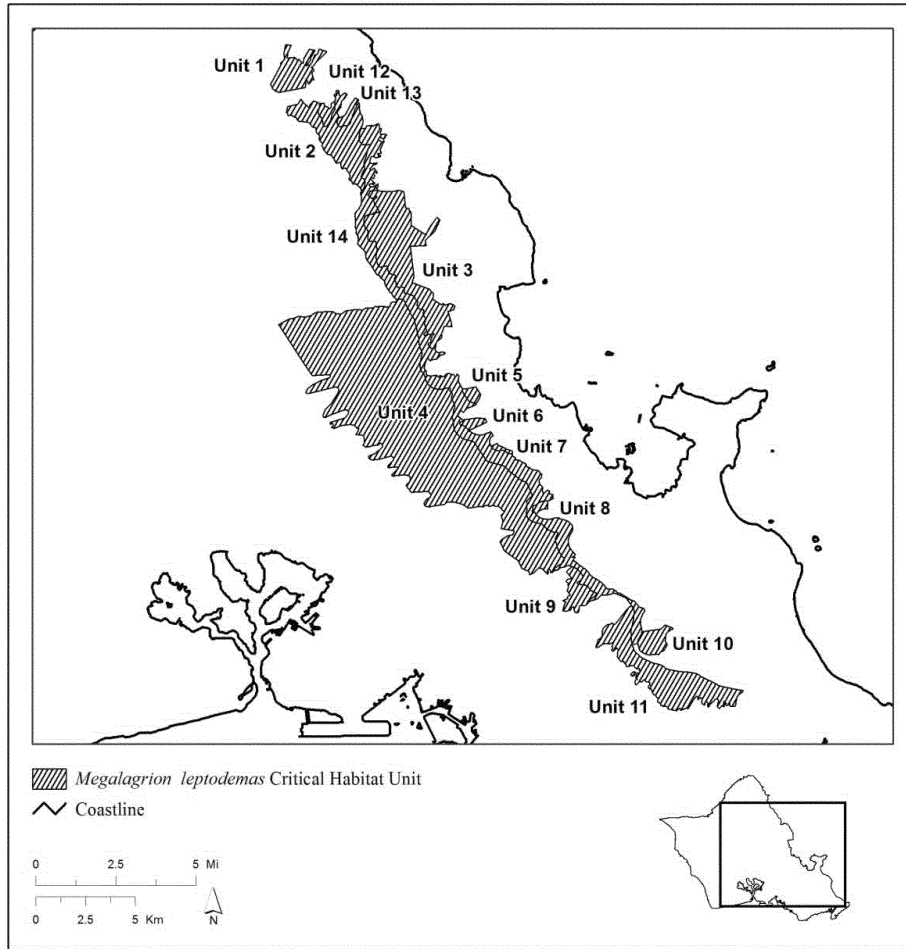 Unit 1
Unit 12
Unit 13
Unit 2
Unit 14
Unit 3
Unit 5
Unit 4
Unit 6
Unit 7
Unit 8
Unit 9
Unit 10
Unit 11
Megalagrion leptodemas Critical Habitat Unit
Coastline
0 2.5 5 Mi
0 2.5 5 Km
N